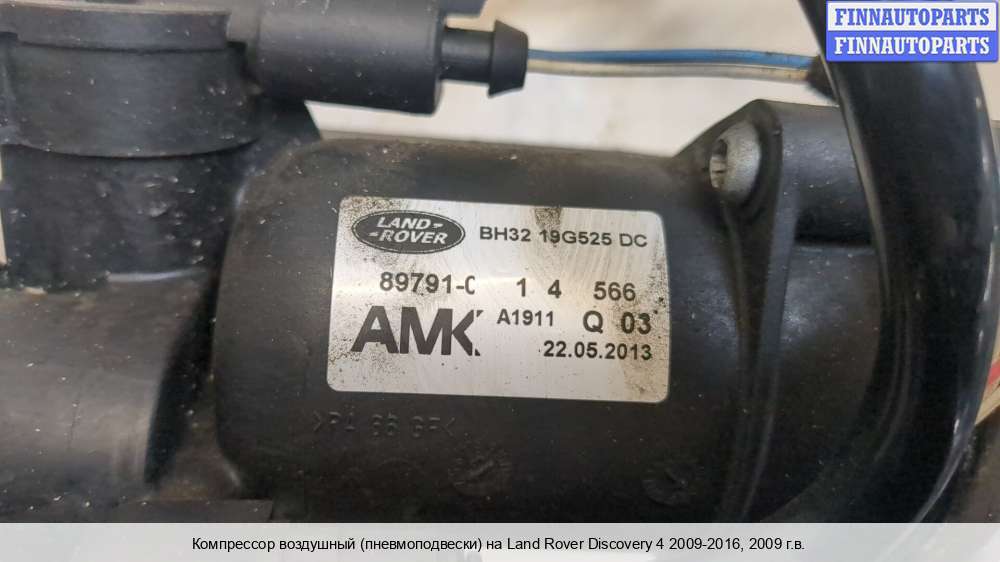 FINNAUTOPARTS
FINNAUTOPARTS
LAND-
-ROVER
BH32 19G525 DC
89791-0 1 4 566
AMK A1911 Q 03
22.05.2013
Компрессор воздушный (пневмоподвески) на Land Rover Discovery 4 2009-2016, 2009 г.в.